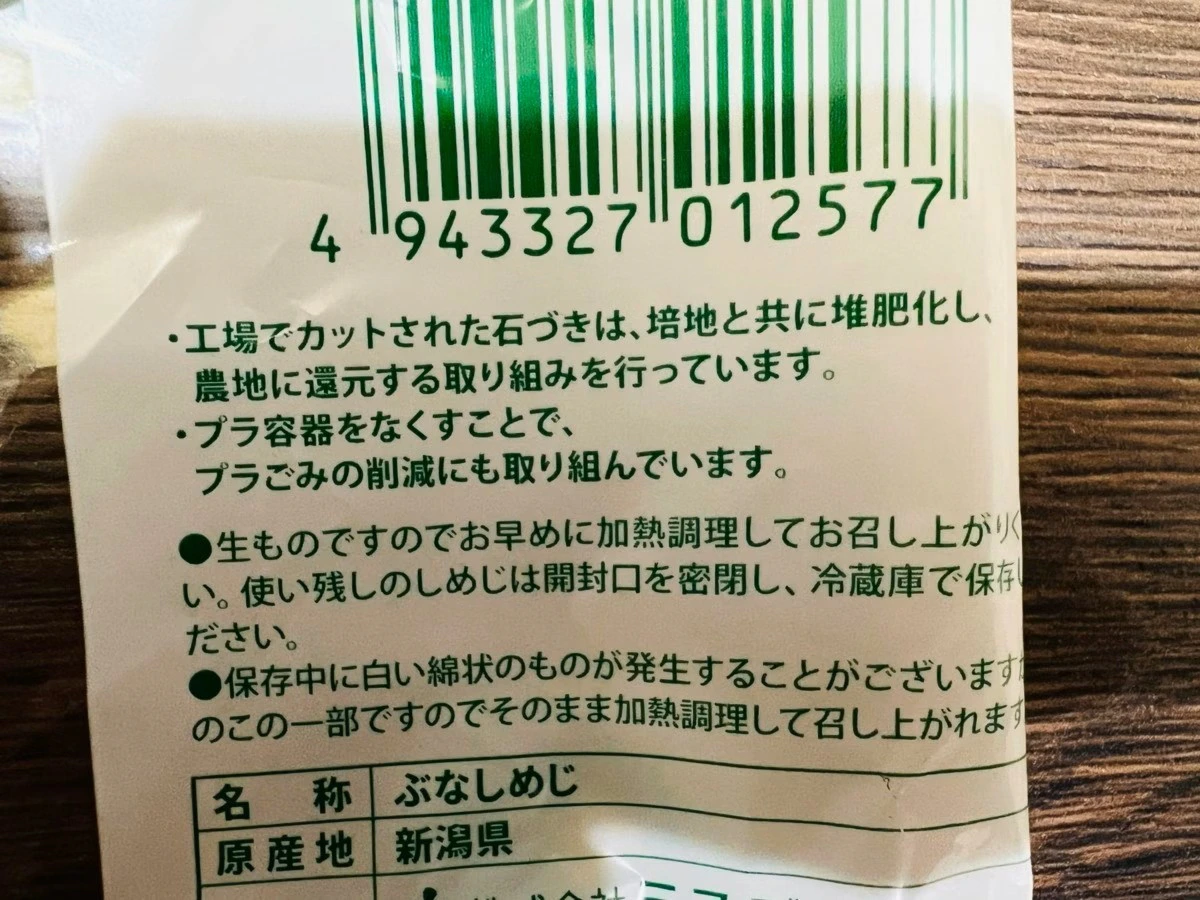 4 943327 012577
・工場でカットされた石づきは、培地と共に堆肥化し、
農地に還元する取り組みを行っています。
・プラ容器をなくすことで、
プラごみの削減にも取り組んでいます。
●生ものですのでお早めに加熱調理してお召し上がりく
い。使い残しのしめじは開封口を密閉し、冷蔵庫で保存し
ださい。
●保存中に白い綿状のものが発生することがございますが
のこの一部ですのでそのまま加熱調理して召し上がれます
名称 ぶなしめじ
原産地 新潟県